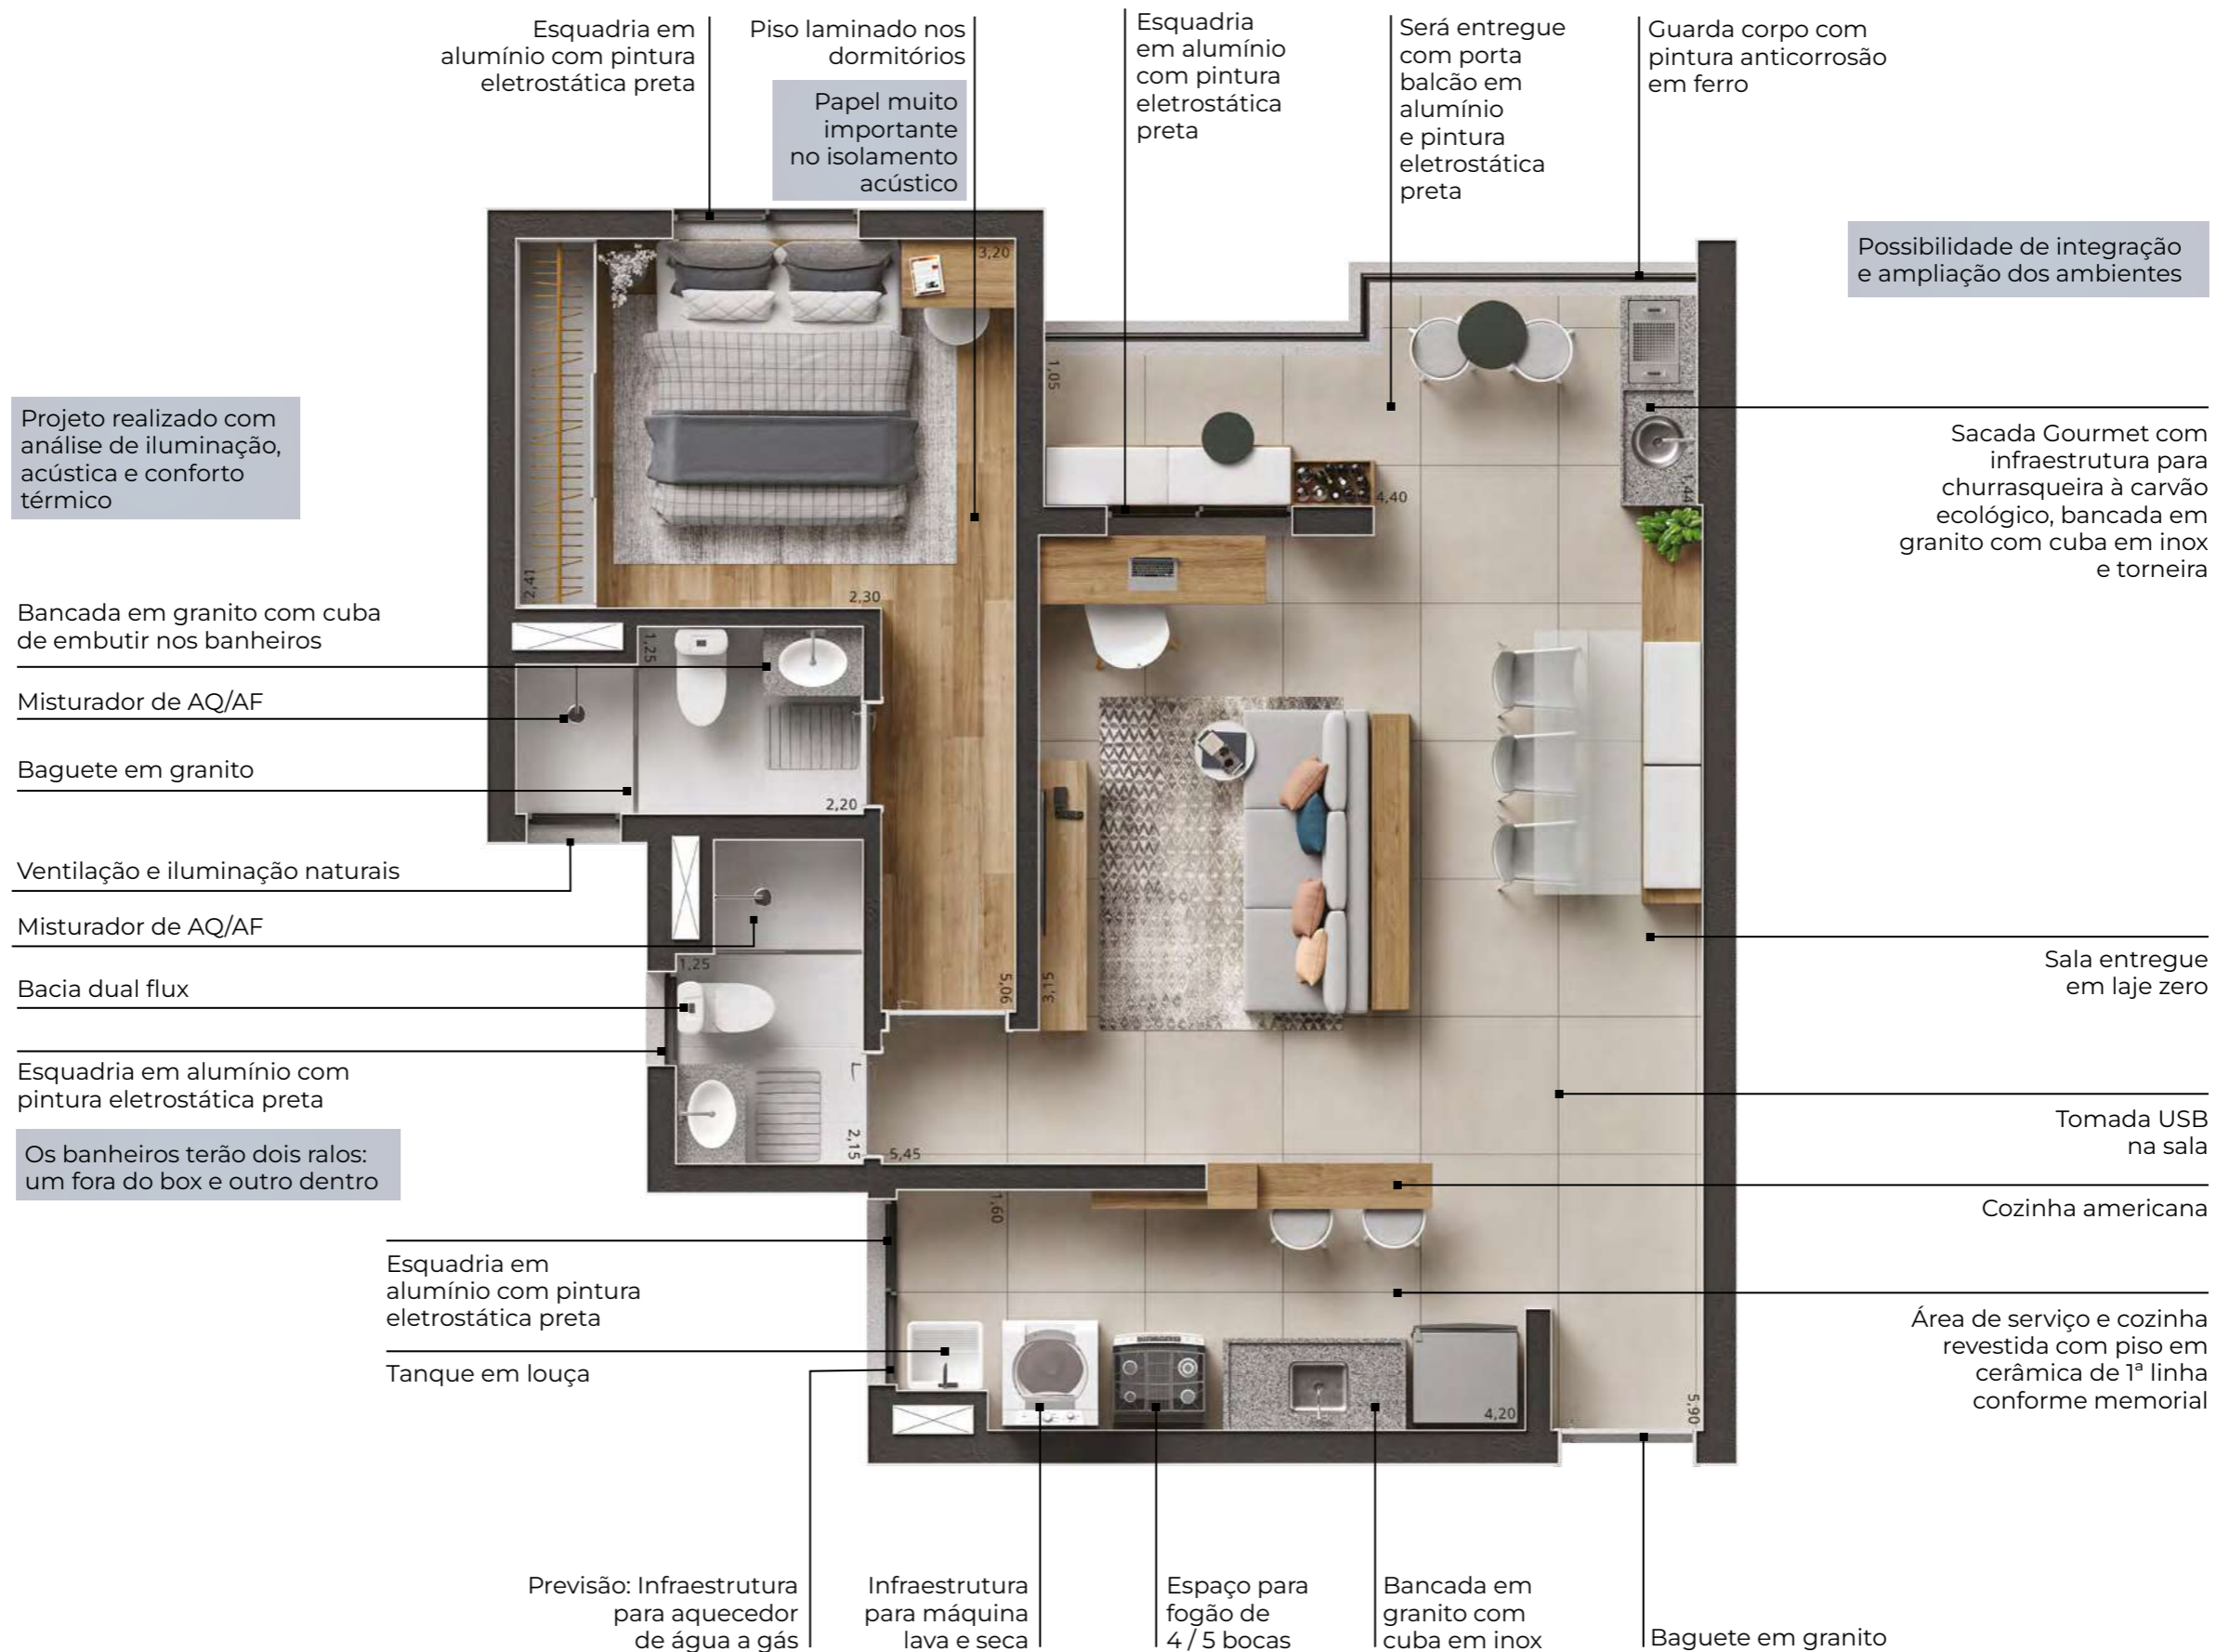 Esquadria em
alumínio com pintura
eletrostática preta
Piso laminado nos
dormitórios
Papel muito
importante
no isolamento
acústico
Esquadria
em alumínio
com pintura
eletrostática
preta
Será entregue
com porta
balcão em
alumínio
e pintura
eletrostática
preta
Guarda corpo com
pintura anticorrosão
em ferro
Possibilidade de integração
e ampliação dos ambientes
Projeto realizado com
análise de iluminação,
acústica e conforto
térmico
Bancada em granito com cuba
de embutir nos banheiros
Misturador de AQ/AF
Baguete em granito
Ventilação e iluminação naturais
Misturador de AQ/AF
Bacia dual flux
Esquadria em alumínio com
pintura eletrostática preta
Os banheiros terão dois ralos:
um fora do box e outro dentro
Esquadria em
alumínio com pintura
eletrostática preta
Tanque em louça
3,20
2,41
2,30
1,05
4,40
1,44
1,25
2,20
1,25
5,06
3,15
2,15
5,45
1,60
4,20
5,90
Sacada Gourmet com
infraestrutura para
churrasqueira à carvão
ecológico, bancada em
granito com cuba em inox
e torneira
Sala entregue
em laje zero
Tomada USB
na sala
Cozinha americana
Área de serviço e cozinha
revestida com piso em
cerâmica de 1ª linha
conforme memorial
Previsão: Infraestrutura
para aquecedor
de água a gás
Infraestrutura
para máquina
lava e seca
Espaço para
fogão de
4 / 5 bocas
Bancada em
granito com
cuba em inox
Baguete em granito